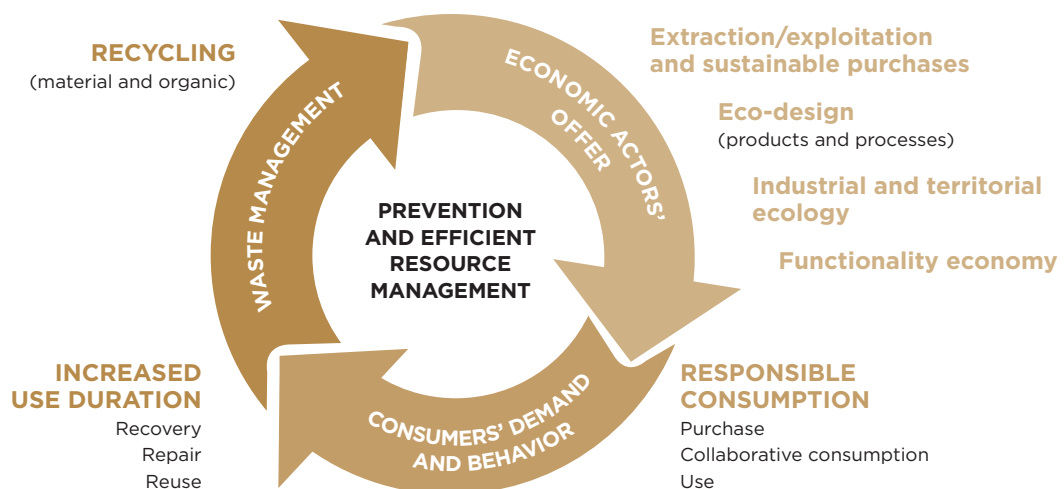 RECYCLING
(material and organic)
WASTE MANAGEMENT
ECONOMIC ACTORS’
OFFER
Extraction/exploitation
and sustainable purchases
Eco-design
(products and processes)
Industrial and territorial
ecology
Functionality economy
PREVENTION
AND EFFICIENT
RESOURCE
MANAGEMENT
CONSUMERS’ DEMAND
AND BEHAVIOR
RESPONSIBLE
CONSUMPTION
Purchase
Collaborative consumption
Use
INCREASED
USE DURATION
Recovery
Repair
Reuse